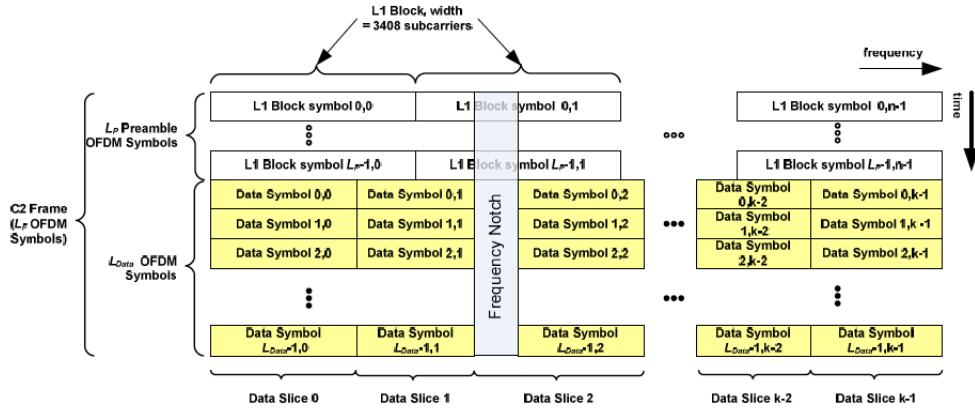 L1 Block, width
= 3408 subcarriers
frequency
time
L1 Block symbol 0,0
L1 Block symbol 0,1
L1 Block symbol 0,n-1
LP Preamble
OFDM Symbols
L1 Block symbol LP-1,0
L1 Block symbol LP-1,1
L1 Block symbol LP-1,n-1
C2 Frame
(LF OFDM
Symbols)
LData OFDM
Symbols
Frequency Notch
Data Symbol 0,0
Data Symbol 0,1
Data Symbol 0,2
Data Symbol
0,k-2
Data Symbol 0,k-1
Data Symbol 1,0
Data Symbol 1,1
Data Symbol 1,2
Data Symbol
1,k-2
Data Symbol 1,k-1
Data Symbol 2,0
Data Symbol 2,1
Data Symbol 2,2
Data Symbol
2,k-2
Data Symbol 2,k-1
Data Symbol
LData-1,0
Data Symbol
LData-1,1
Data Symbol
LData-1,2
Data Symbol
LData-1,k-2
Data Symbol
LData-1,k-1
Data Slice 0
Data Slice 1
Data Slice 2
Data Slice k-2
Data Slice k-1